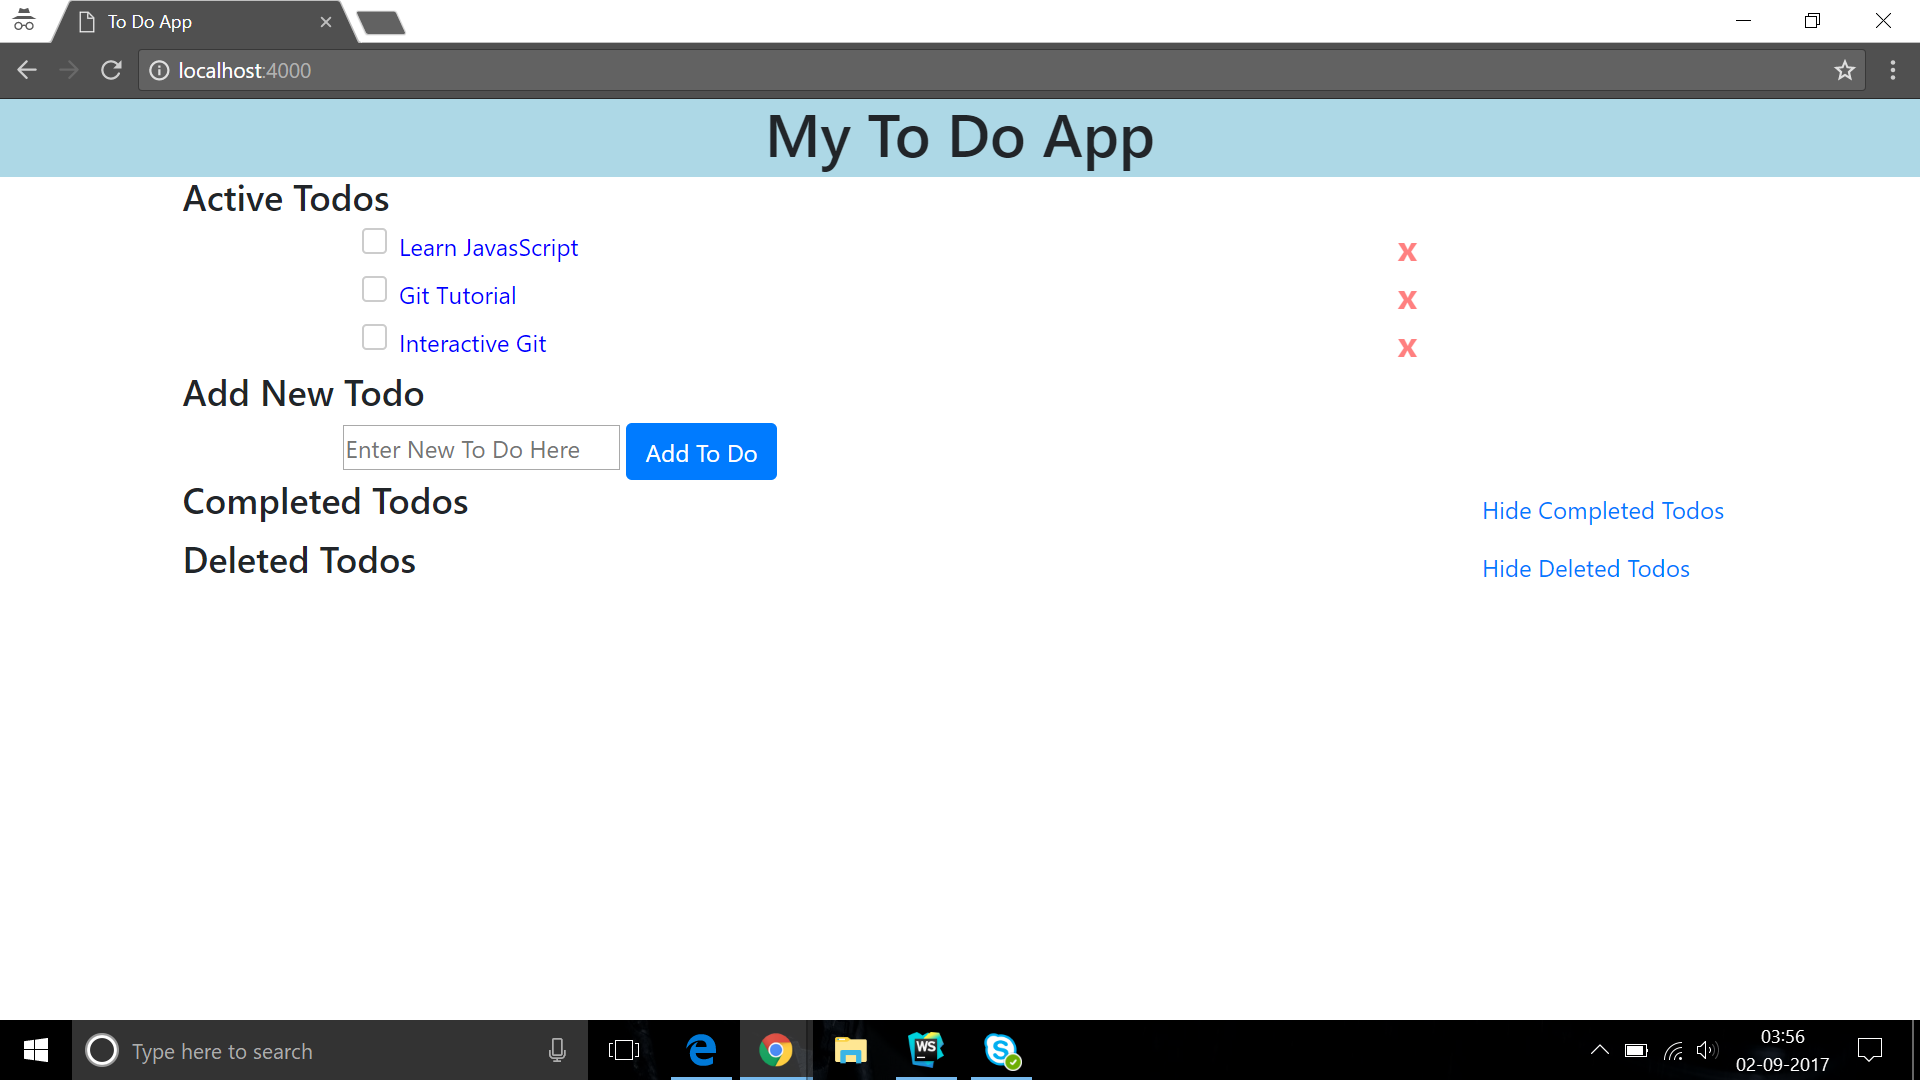 To Do App
localhost:4000
My To Do App
Active Todos
Learn JavasScript
x
Git Tutorial
x
Interactive Git
x
Add New Todo
Enter New To Do Here
Add To Do
Completed Todos
Hide Completed Todos
Deleted Todos
Hide Deleted Todos
Type here to search
WS
03:56
02-09-2017